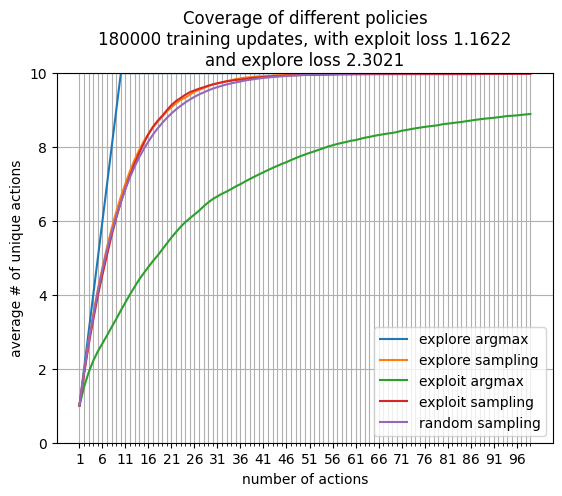 Coverage of different policies
180000 training updates, with exploit loss 1.1622
and explore loss 2.3021
10
8
6
4
2
0
average # of unique actions
explore argmax
explore sampling
exploit argmax
exploit sampling
random sampling
1 6 11 16 21 26 31 36 41 46 51 56 61 66 71 76 81 86 91 96
number of actions